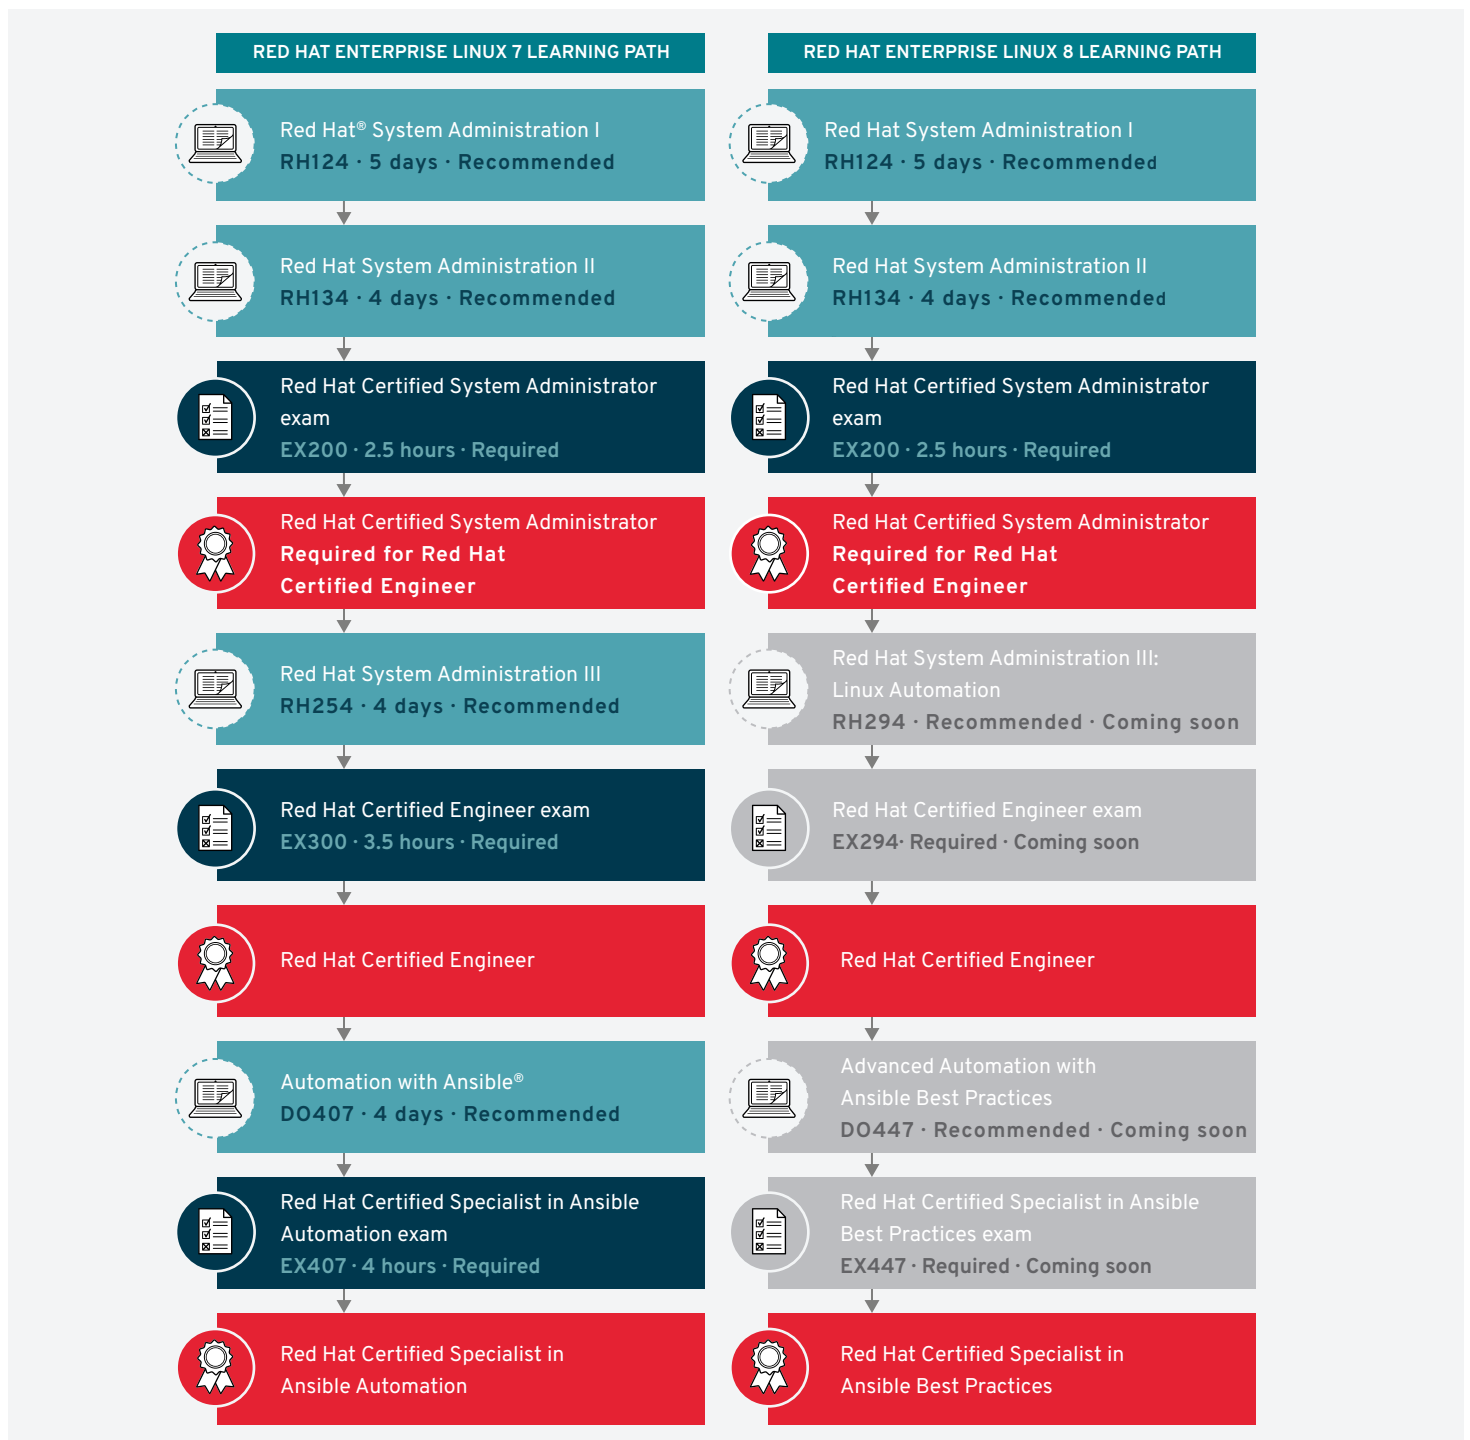 RED HAT ENTERPRISE LINUX 7 LEARNING PATH
Red Hat® System Administration I
RH124 · 5 days · Recommended
Red Hat System Administration II
RH134 · 4 days · Recommended
Red Hat Certified System Administrator
exam
EX200 · 2.5 hours · Required
Red Hat Certified System Administrator
Required for Red Hat
Certified Engineer
Red Hat System Administration III
RH254 · 4 days · Recommended
Red Hat Certified Engineer exam
EX300 · 3.5 hours · Required
Red Hat Certified Engineer
Automation with Ansible®
DO407 · 4 days · Recommended
Red Hat Certified Specialist in Ansible
Automation exam
EX407 · 4 hours · Required
Red Hat Certified Specialist in
Ansible Automation
RED HAT ENTERPRISE LINUX 8 LEARNING PATH
Red Hat System Administration I
RH124 · 5 days · Recommended
Red Hat System Administration II
RH134 · 4 days · Recommended
Red Hat Certified System Administrator
exam
EX200 · 2.5 hours · Required
Red Hat Certified System Administrator
Required for Red Hat
Certified Engineer
Red Hat System Administration III:
Linux Automation
RH294 · Recommended · Coming soon
Red Hat Certified Engineer exam
EX294· Required · Coming soon
Red Hat Certified Engineer
Advanced Automation with
Ansible Best Practices
DO447 · Recommended · Coming soon
Red Hat Certified Specialist in Ansible
Best Practices exam
EX447 · Required · Coming soon
Red Hat Certified Specialist in
Ansible Best Practices